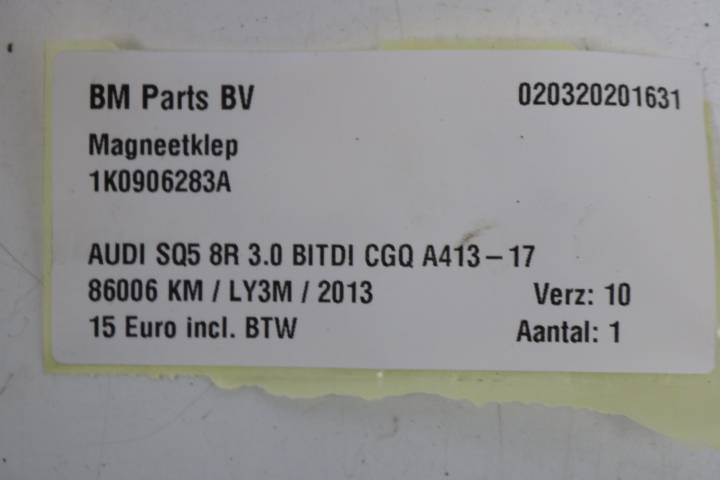 BM Parts BV 020320201631
Magneetklep
1K0906283A
AUDI SQ5 8R 3.0 BITDI CGQ A413-17
86006 KM / LY3M / 2013 Verz: 10
15 Euro incl. BTW Aantal: 1